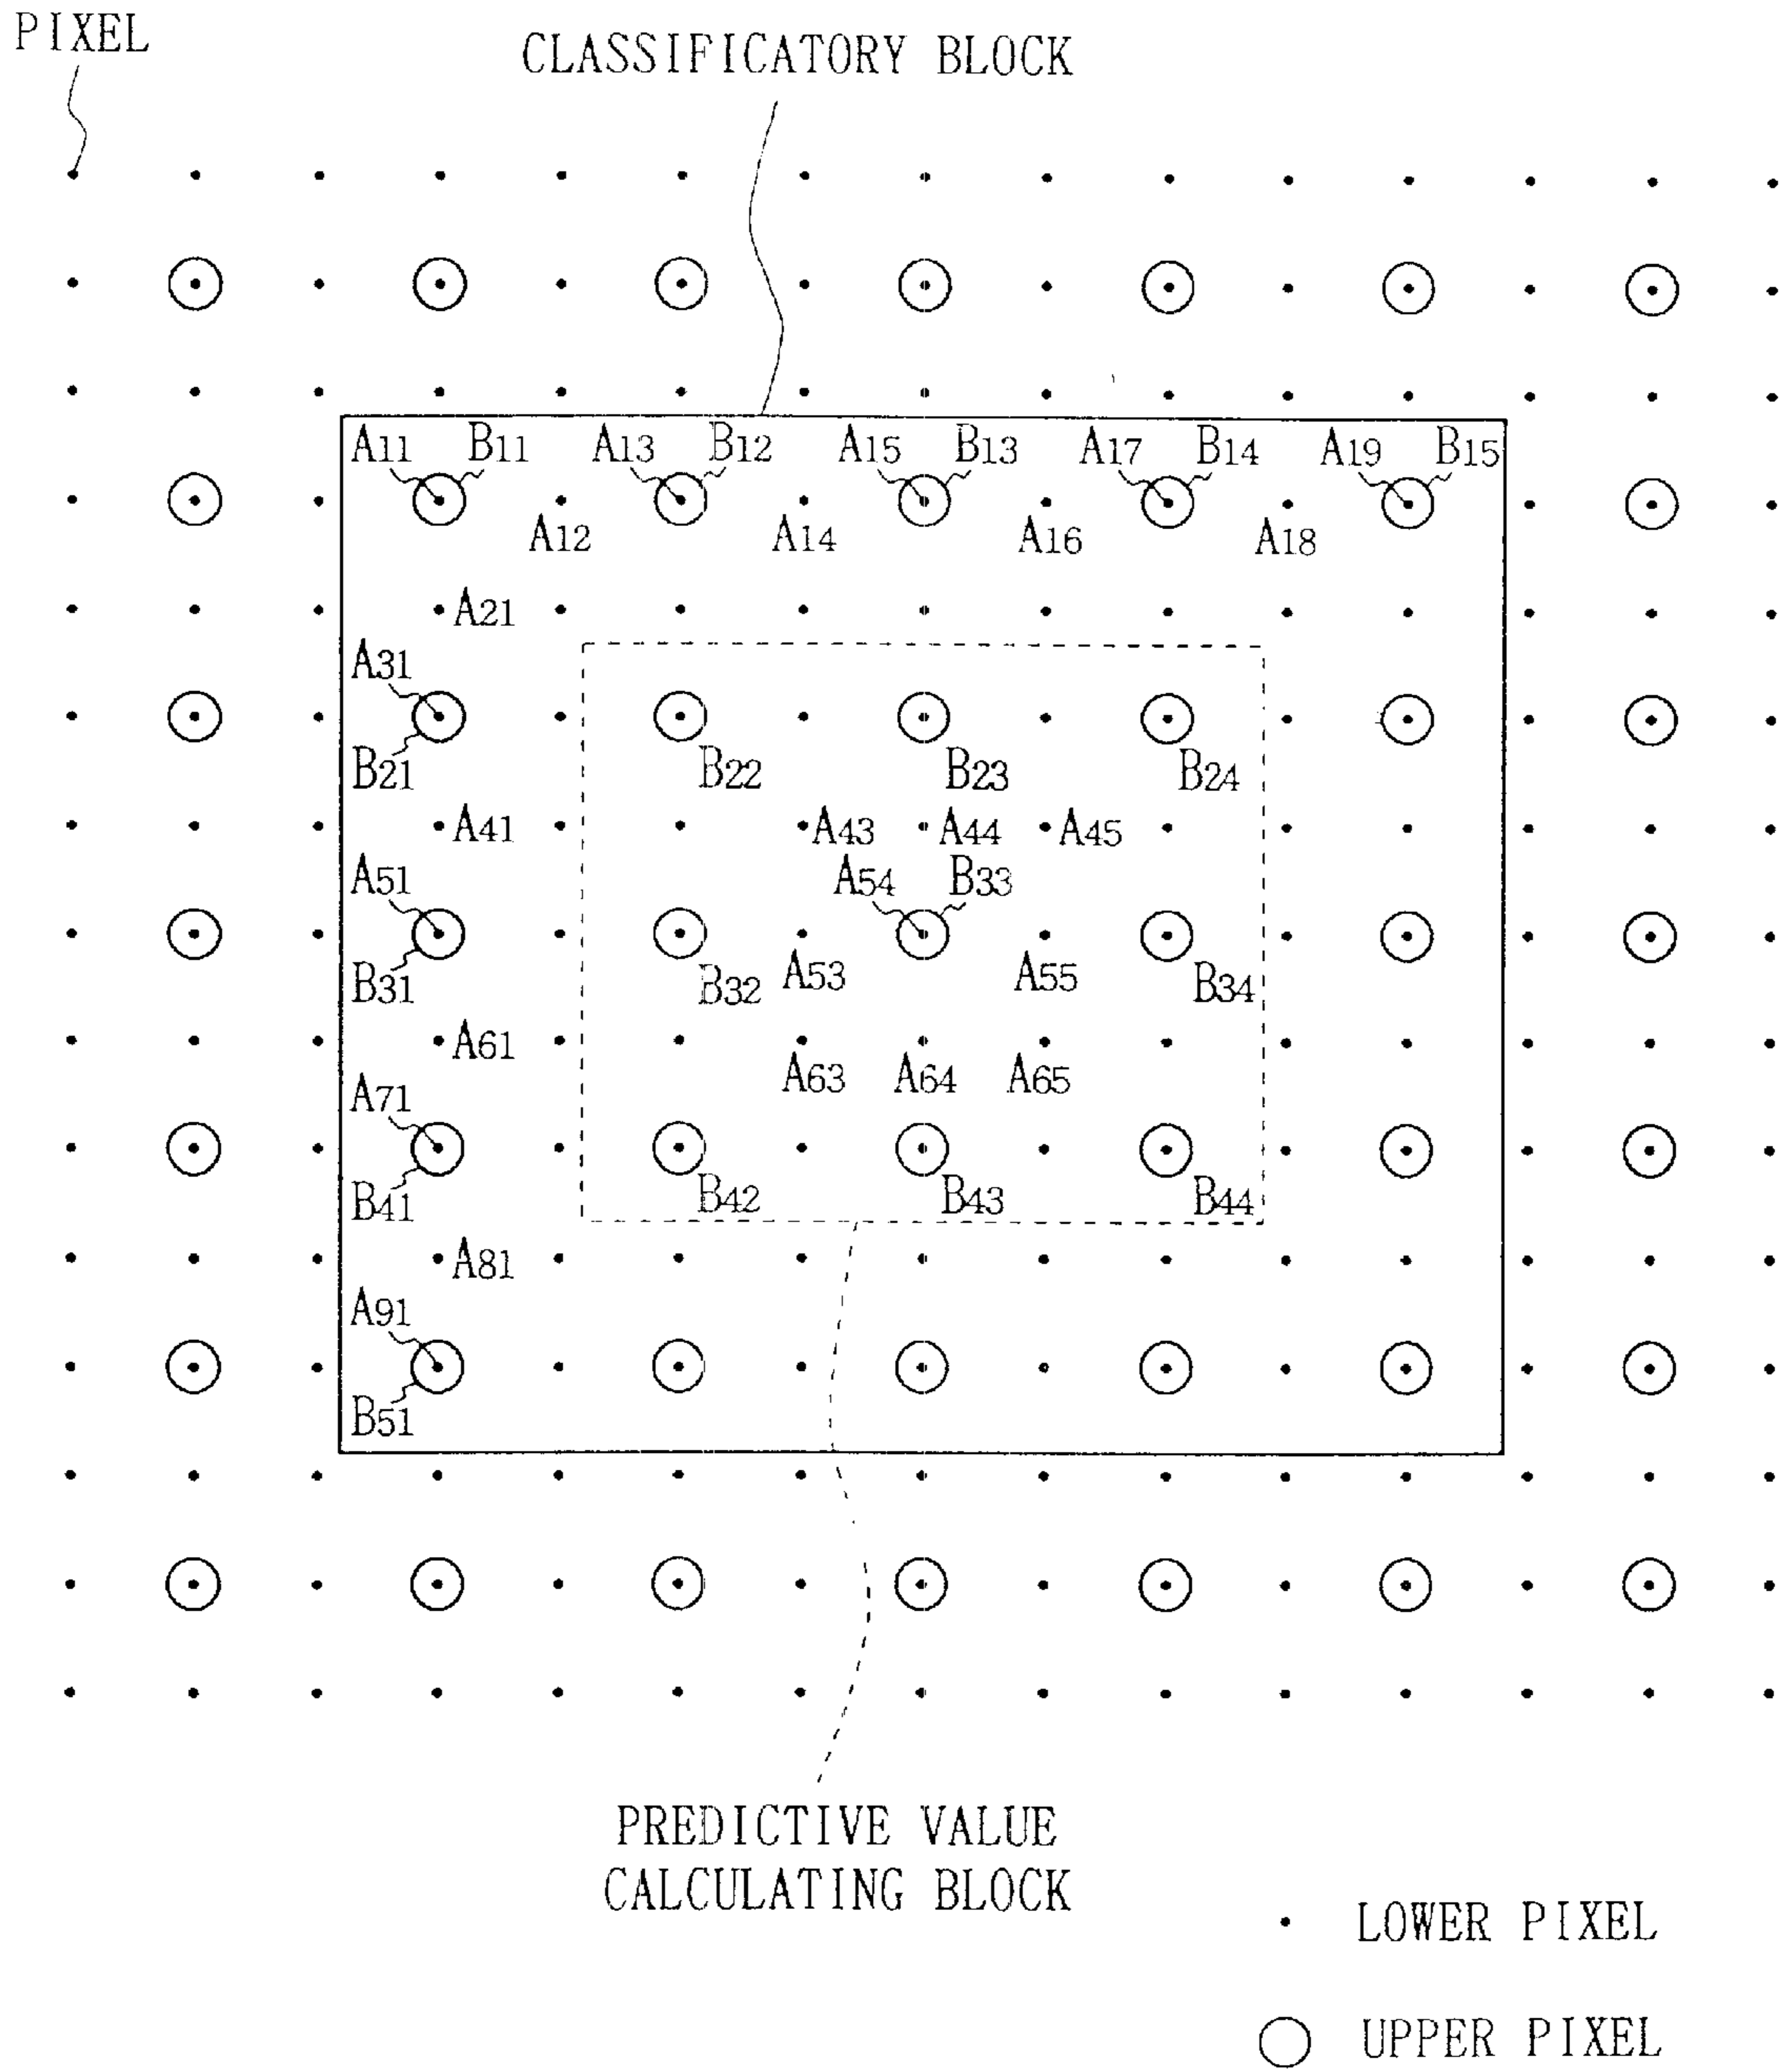 PIXEL
CLASSIFICATORY BLOCK
A11 B11 A13 B12 A15 B13 A17 B14 A19 B15
A12 A14 A16 A18
A21
A31
B21 B22 B23 B24
A41 A43 A44 A45
A51 A54 B33
B31 B32 A53 A55 B34
A61
A63 A64 A65
A71
B41 B42 B43 B44
A81
A91
B51
PREDICTIVE VALUE
CALCULATING BLOCK
LOWER PIXEL
UPPER PIXEL